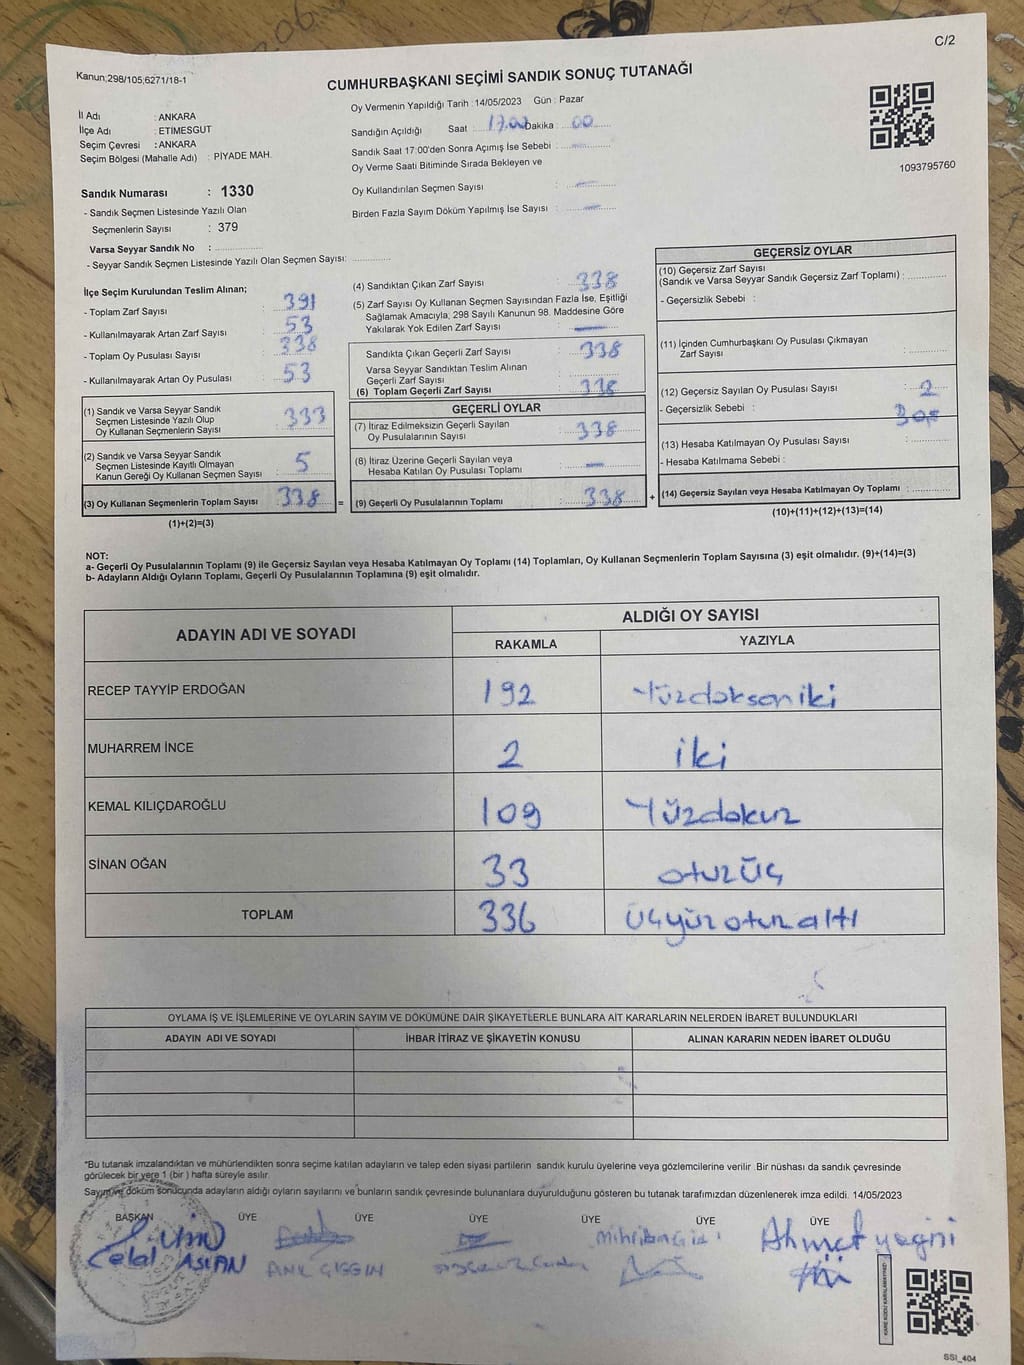 C/2
Kanun;298/105;6271/18-1
CUMHURBAŞKANI SEÇİMİ SANDIK SONUÇ TUTANAĞI
İl Adı : ANKARA
İlçe Adı : ETİMESGUT
Seçim Çevresi : ANKARA
Seçim Bölgesi (Mahalle Adı) : PİYADE MAH.
Sandık Numarası : 1330
- Sandık Seçmen Listesinde Yazılı Olan
Seçmenlerin Sayısı : 379
Varsa Seyyar Sandık No :
- Seyyar Sandık Seçmen Listesinde Yazılı Olan Seçmen Sayısı:
Oy Vermenin Yapıldığı Tarih : 14/05/2023 Gün : Pazar
Sandığın Açıldığı Saat : 17.00 Dakika : 00
Sandık Saat 17:00'den Sonra Açımış İse Sebebi :
Oy Verme Saati Bitiminde Sırada Bekleyen ve
Oy Kullandırılan Seçmen Sayısı :
Birden Fazla Sayım Döküm Yapılmış İse Sayısı :
1093795760
İlçe Seçim Kurulundan Teslim Alınan;
- Toplam Zarf Sayısı : 391
- Kullanılmayarak Artan Zarf Sayısı : 53
- Toplam Oy Pusulası Sayısı : 338
- Kullanılmayarak Artan Oy Pusulası : 53
(1) Sandık ve Varsa Seyyar Sandık
Seçmen Listesinde Yazılı Olup
Oy Kullanan Seçmenlerin Sayısı : 333
(2) Sandık ve Varsa Seyyar Sandık
Seçmen Listesinde Kayıtlı Olmayan
Kanun Gereği Oy Kullanan Seçmen Sayısı : 5
(3) Oy Kullanan Seçmenlerin Toplam Sayısı : 338 =
(1)+(2)=(3)
(4) Sandıktan Çıkan Zarf Sayısı : 338
(5) Zarf Sayısı Oy Kullanan Seçmen Sayısından Fazla İse, Eşitliği
Sağlamak Amacıyla, 298 Sayılı Kanunun 98. Maddesine Göre
Yakılarak Yok Edilen Zarf Sayısı :
Sandıkta Çıkan Geçerli Zarf Sayısı : 338
Varsa Seyyar Sandıktan Teslim Alınan
Geçerli Zarf Sayısı :
(6) Toplam Geçerli Zarf Sayısı : 338
GEÇERLİ OYLAR
(7) İtiraz Edilmeksizin Geçerli Sayılan
Oy Pusulalarının Sayısı : 338
(8) İtiraz Üzerine Geçerli Sayılan veya
Hesaba Katılan Oy Pusulası Toplamı :
(9) Geçerli Oy Pusulalarının Toplamı : 338 +
GEÇERSİZ OYLAR
(10) Geçersiz Zarf Sayısı
(Sandık ve Varsa Seyyar Sandık Geçersiz Zarf Toplamı) :
- Geçersizlik Sebebi :
(11) İçinden Cumhurbaşkanı Oy Pusulası Çıkmayan
Zarf Sayısı :
(12) Geçersiz Sayılan Oy Pusulası Sayısı : 2
- Geçersizlik Sebebi :
(13) Hesaba Katılmayan Oy Pusulası Sayısı :
- Hesaba Katılmama Sebebi :
(14) Geçersiz Sayılan veya Hesaba Katılmayan Oy Toplamı :
(10)+(11)+(12)+(13)=(14)
NOT:
a- Geçerli Oy Pusulalarının Toplamı (9) ile Geçersiz Sayılan veya Hesaba Katılmayan Oy Toplamı (14) Toplamları, Oy Kullanan Seçmenlerin Toplam Sayısına (3) eşit olmalıdır. (9)+(14)=(3)
b- Adayların Aldığı Oyların Toplamı, Geçerli Oy Pusulalarının Toplamına (9) eşit olmalıdır.
ADAYIN ADI VE SOYADI
ALDIĞI OY SAYISI
RAKAMLA YAZIYLA
RECEP TAYYİP ERDOĞAN 192 Yüzdoksaniki
MUHARREM İNCE 2 iki
KEMAL KILIÇDAROĞLU 109 Yüzdokuz
SİNAN OĞAN 33 otuzüç
TOPLAM 336 üçyüzotuzaltı
OYLAMA İŞ VE İŞLEMLERİNE VE OYLARIN SAYIM VE DÖKÜMÜNE DAİR ŞİKAYETLERLE BUNLARA AİT KARARLARIN NELERDEN İBARET BULUNDUKLARI
ADAYIN ADI VE SOYADI İHBAR İTİRAZ VE ŞİKAYETİN KONUSU ALINAN KARARIN NEDEN İBARET OLDUĞU
*Bu tutanak imzalandıktan ve mühürlendikten sonra seçime katılan adayların ve talep eden siyasi partilerin sandık kurulu üyelerine veya gözlemcilerine verilir .Bir nüshası da sandık çevresinde
görülecek bir yere 1 (bir ) hafta süreyle asılır.
Sayım ve döküm sonucunda adayların aldığı oyların sayılarını ve bunların sandık çevresinde bulunanlara duyurulduğunu gösteren bu tutanak tarafımızdan düzenlenerek imza edildi. 14/05/2023
BAŞKAN ÜYE ÜYE ÜYE ÜYE ÜYE ÜYE
Celal ASLAN
Ahmet
SSI_404